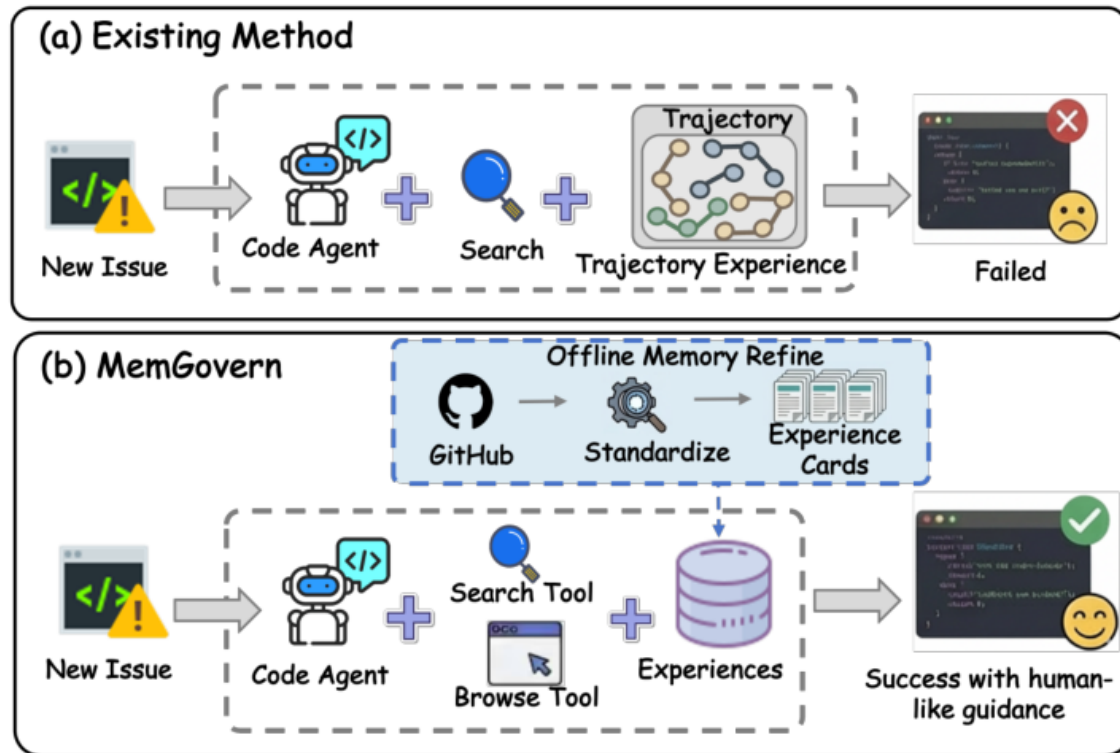 (a) Existing Method
Trajectory
</>
</>
New Issue
Code Agent
Search
Trajectory Experience
Failed
(b) MemGovern
Offline Memory Refine
GitHub
Standardize
Experience
Cards
</>
</>
Search Tool
New Issue
Code Agent
Browse Tool
Experiences
Success with human-
like guidance